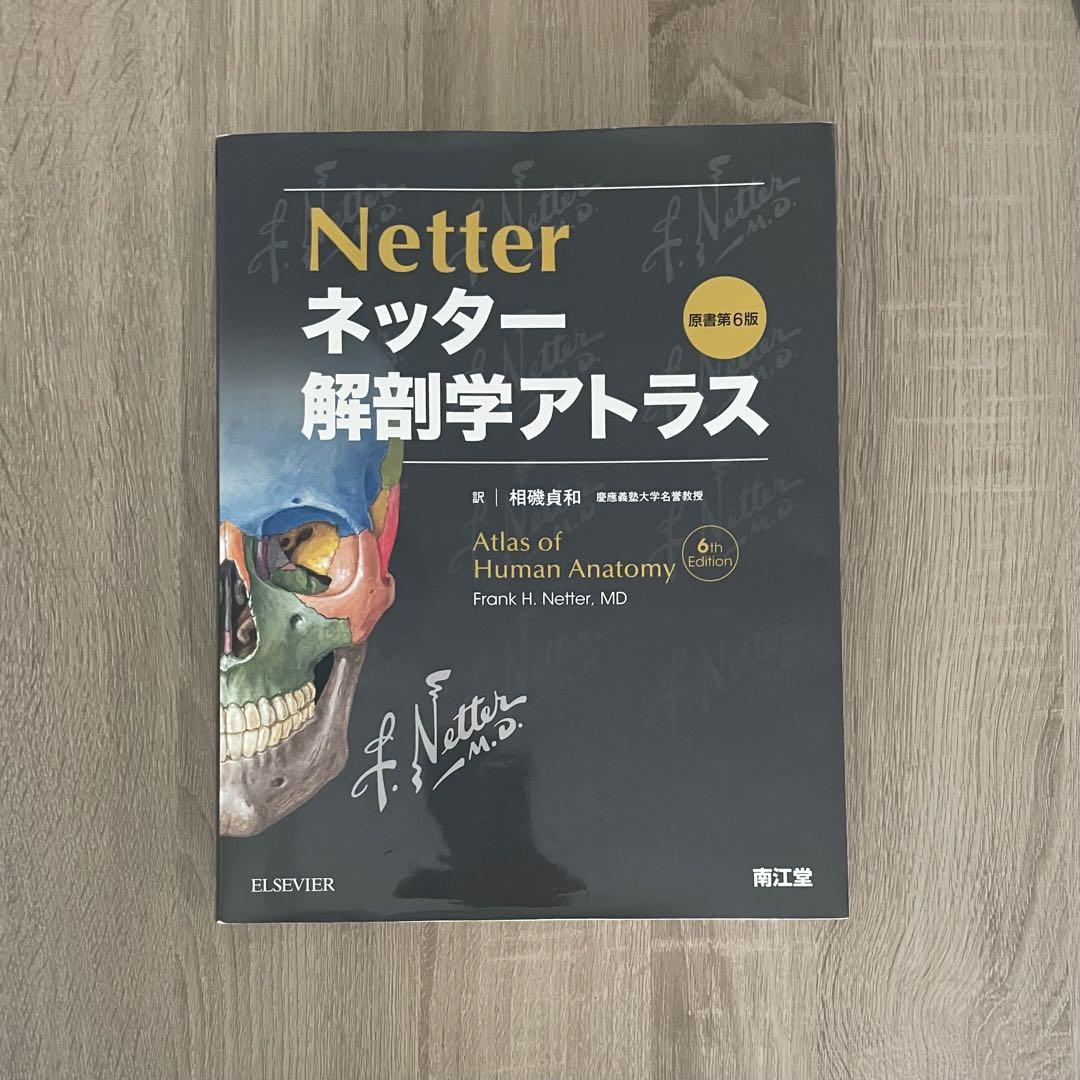 Netter
ネッター
原書第6版
解剖学アトラス
訳｜相磯貞和 慶應義塾大学名誉教授
Atlas of
Human Anatomy
6th
Edition
Frank H. Netter, MD
F. Netter
M.D.
ELSEVIER
南江堂